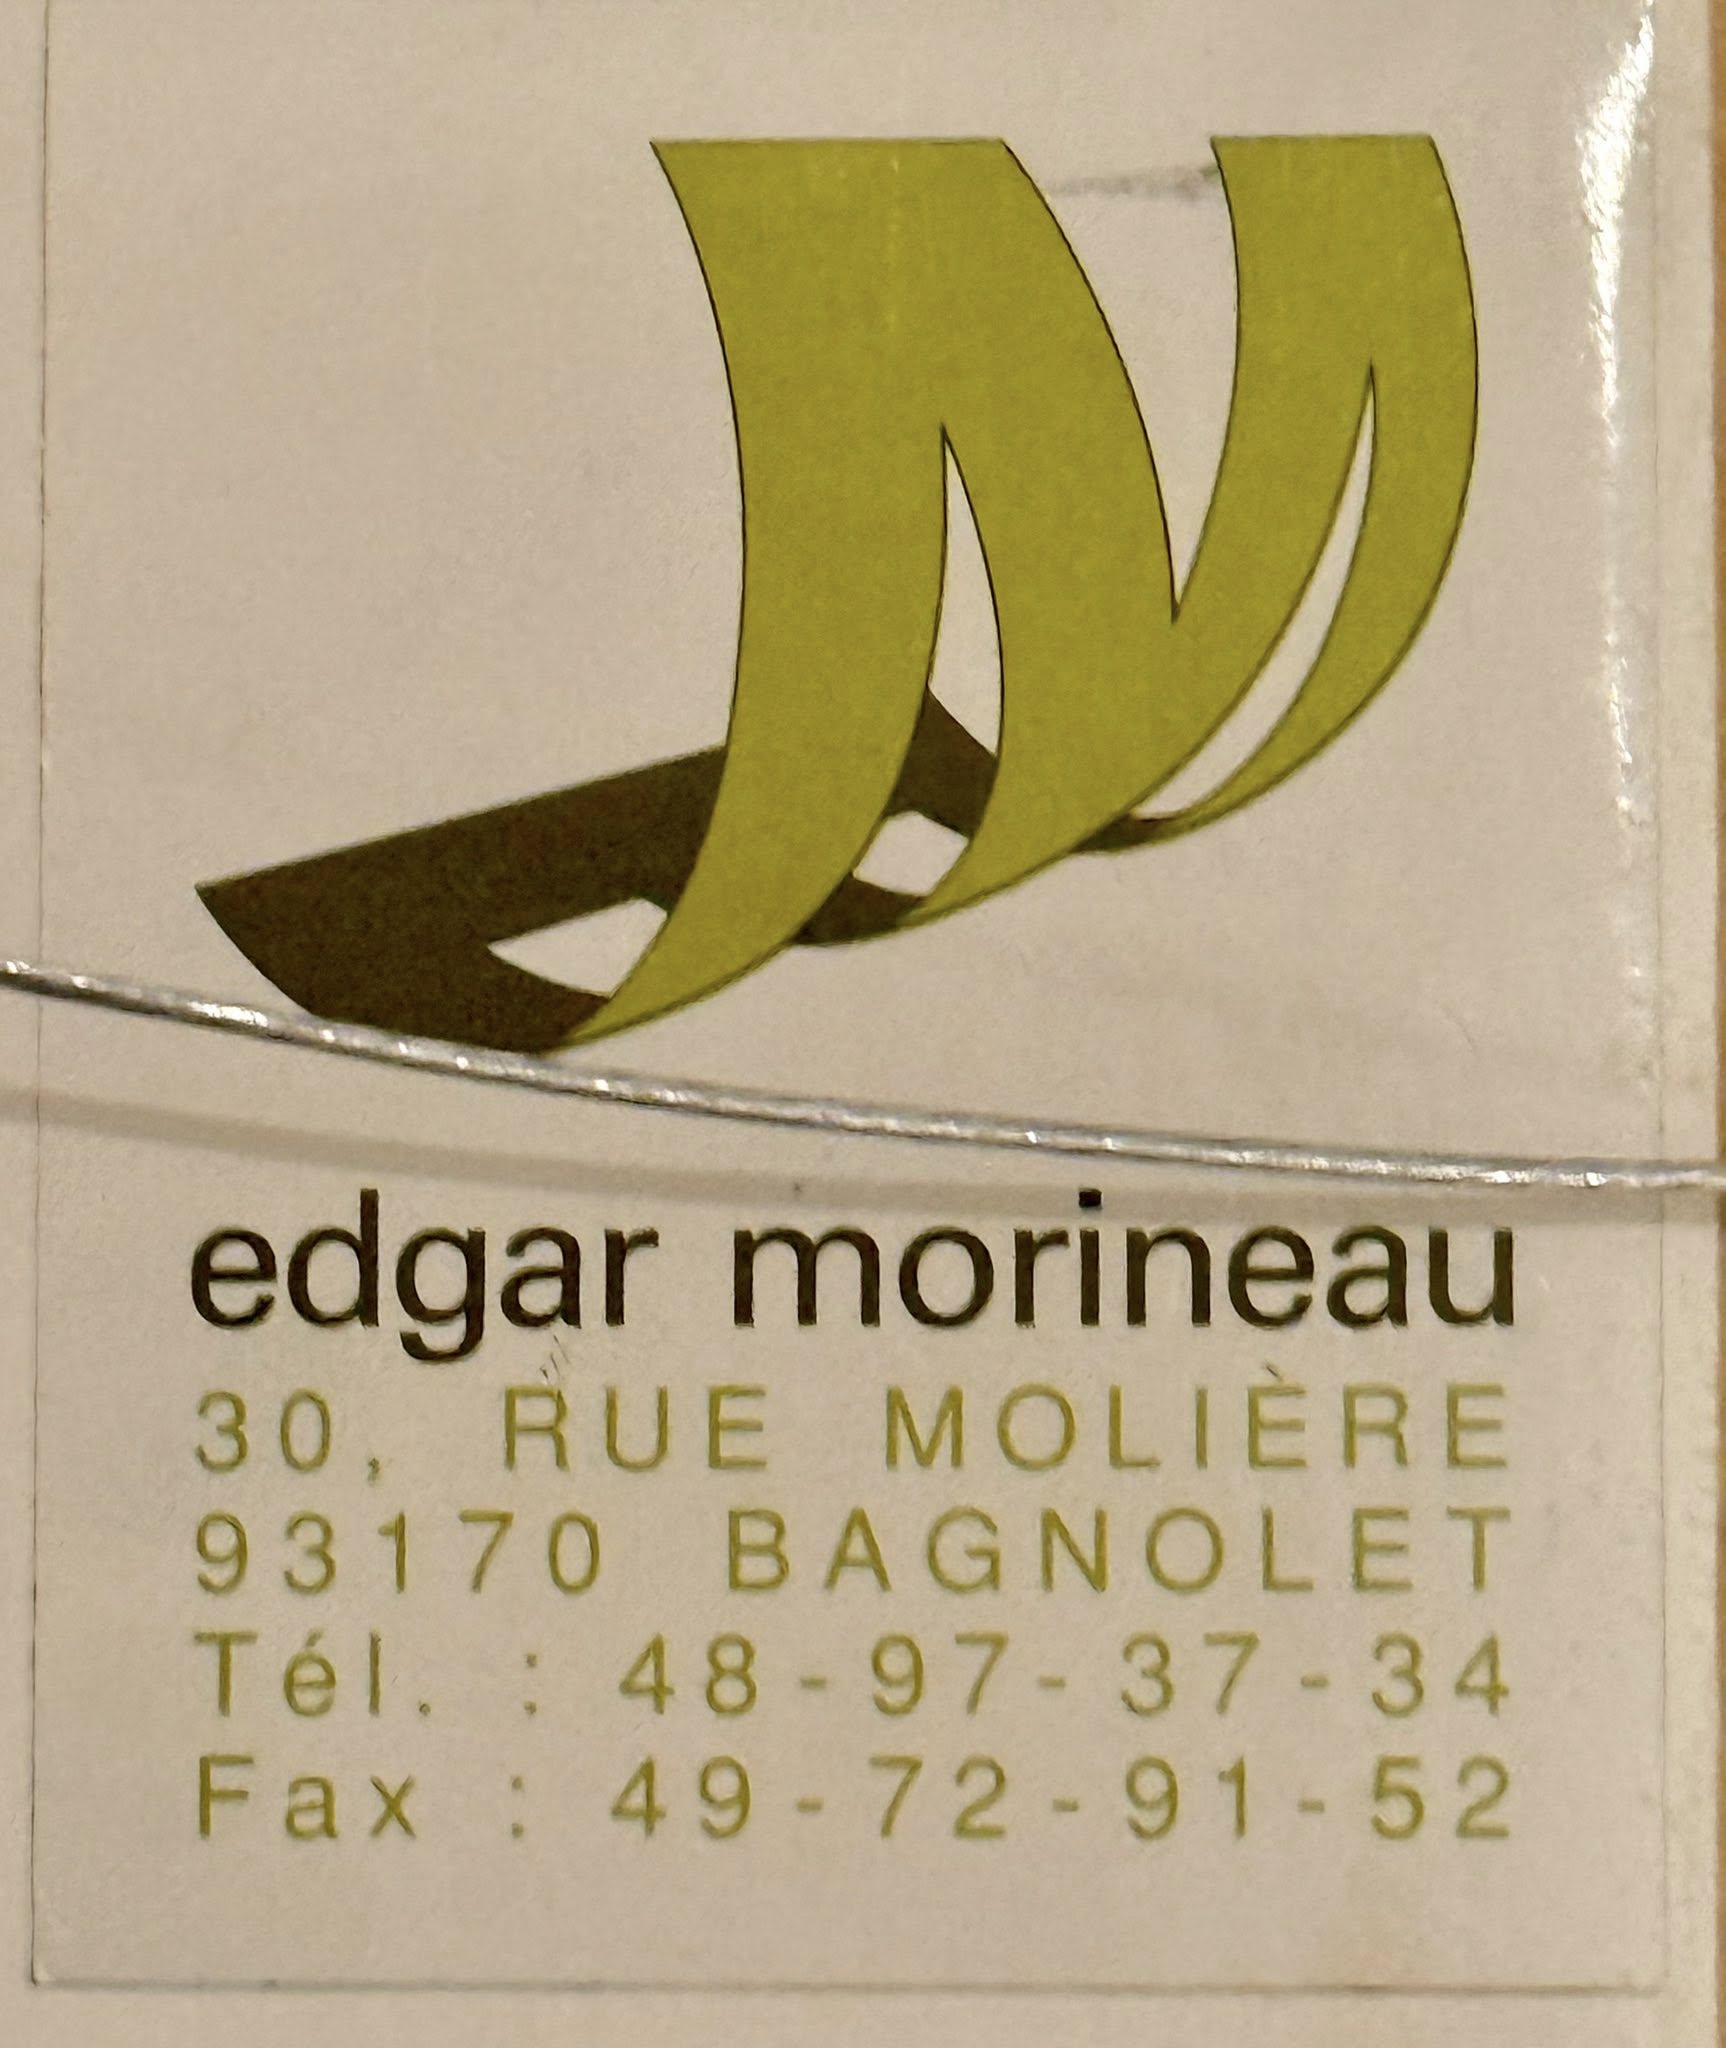 edgar morineau
30, RUE MOLIÈRE
93170 BAGNOLET
Tél. : 48-97-37-34
Fax : 49-72-91-52